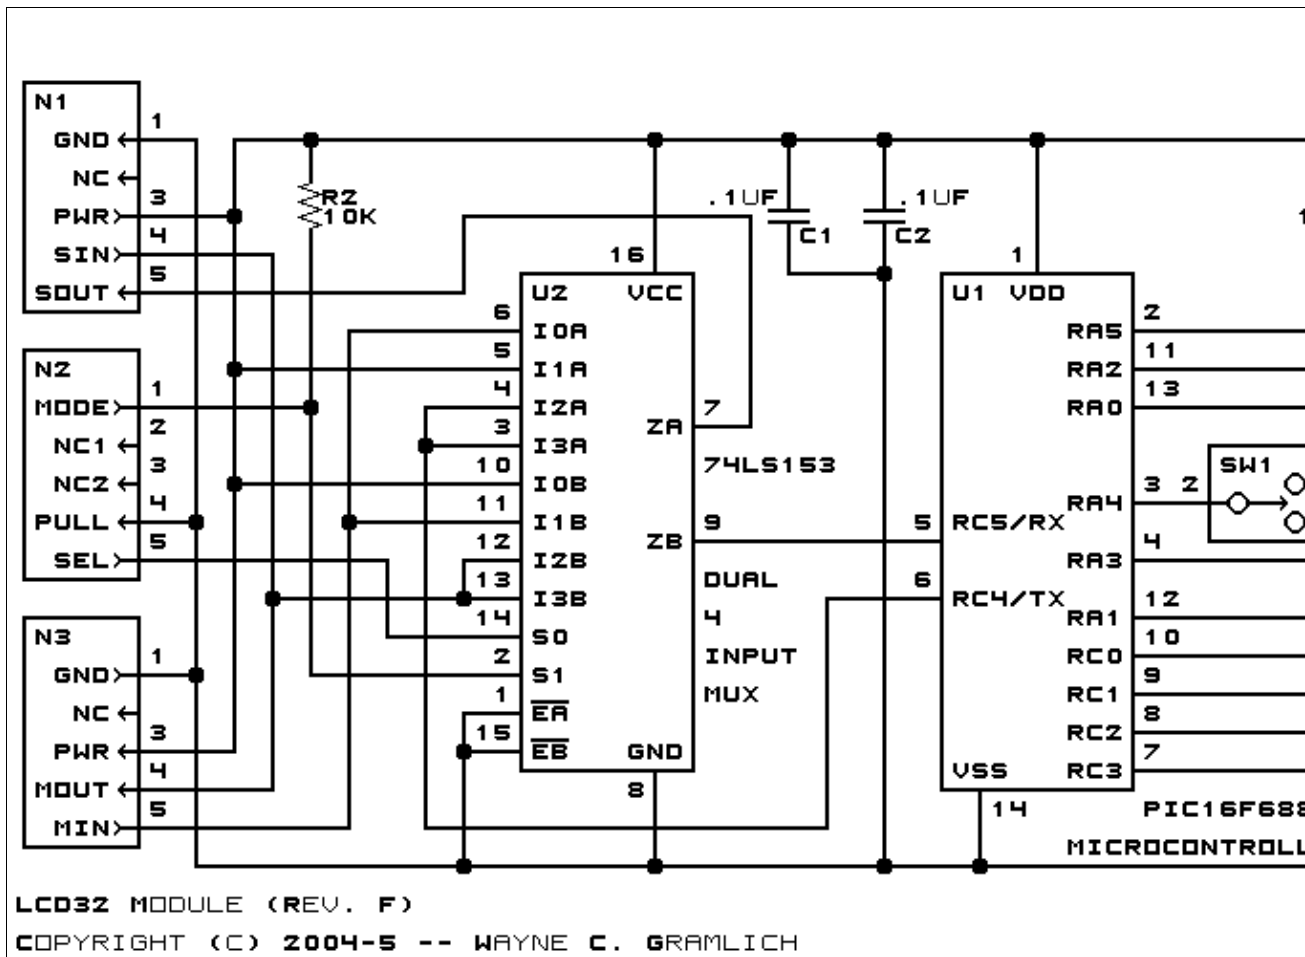 N1
1
GND
NC
3
PWR
4
SIN
5
SOUT
R2
10K
.1UF
C1
.1UF
C2
16
U2 VCC
6
I0A
5
I1A
4
I2A
3
I3A
10
I0B
11
I1B
12
I2B
13
I3B
14
S0
2
S1
1
EA
15
EB
GND
8
7
ZA
74LS153
9
ZB
DUAL
4
INPUT
MUX
N2
1
MODE
2
NC1
3
NC2
4
PULL
5
SEL
N3
1
GND
NC
3
PWR
4
MOUT
5
MIN
1
U1 VDD
2
RA5
11
RA2
13
RA0
SW1
3 2
RA4
5
RC5/RX
4
RA3
6
RC4/TX
12
RA1
10
RC0
9
RC1
8
RC2
7
RC3
VSS
14
PIC16F688
MICROCONTROLL
LCD32 MODULE (REV. F)
COPYRIGHT (C) 2004-5 -- WAYNE C. GRAMLICH